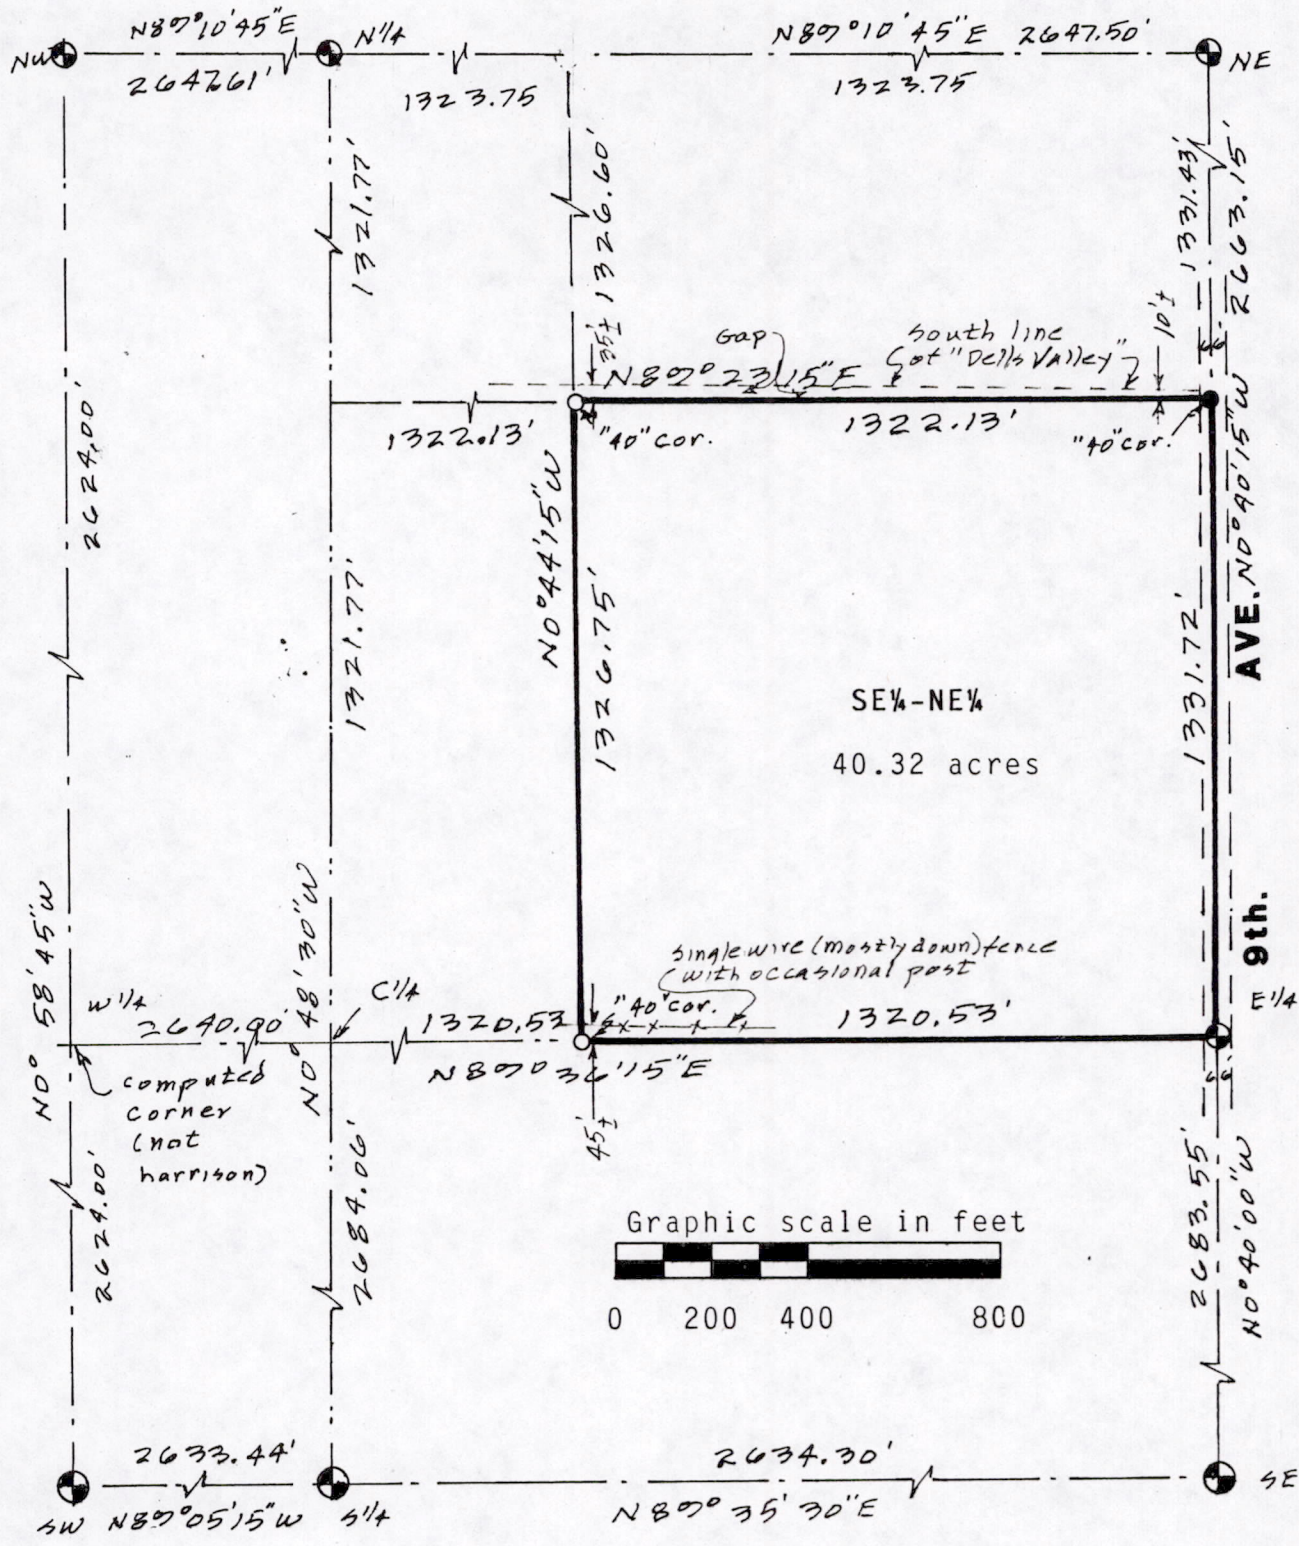 N89°10'45"E
N1/4
N89°10'45"E 2647.50'
NW
NE
2647.61'
1323.75
1323.75
1321.77'
1326.60'
1331.43'
2663.15'
35'±
10'±
Gap
South line
of "Dells Valley"
66'
N89°23'15"E
1322.13'
"40" cor.
1322.13'
"40" cor.
2624.00'
N0°44'15"W
1326.75'
1321.77'
1331.72'
AVE. N0°40'15"W
SE¼-NE¼
40.32 acres
9th.
single wire (mostly down) fence
with occasional post
N0° 58' 45"W
N0° 48' 30"W
W1/4
C1/4
E1/4
2640.90'
1320.53
"40" cor.
1320.53'
N89°36'15"E
66'
45'±
computed
corner
(not
harrison)
2624.00'
2684.06'
2683.55'
N0°40'00"W
Graphic scale in feet
0 200 400 800
2633.44'
2634.30'
SW N89°05'15"W S1/4
N89° 35' 30"E
SE